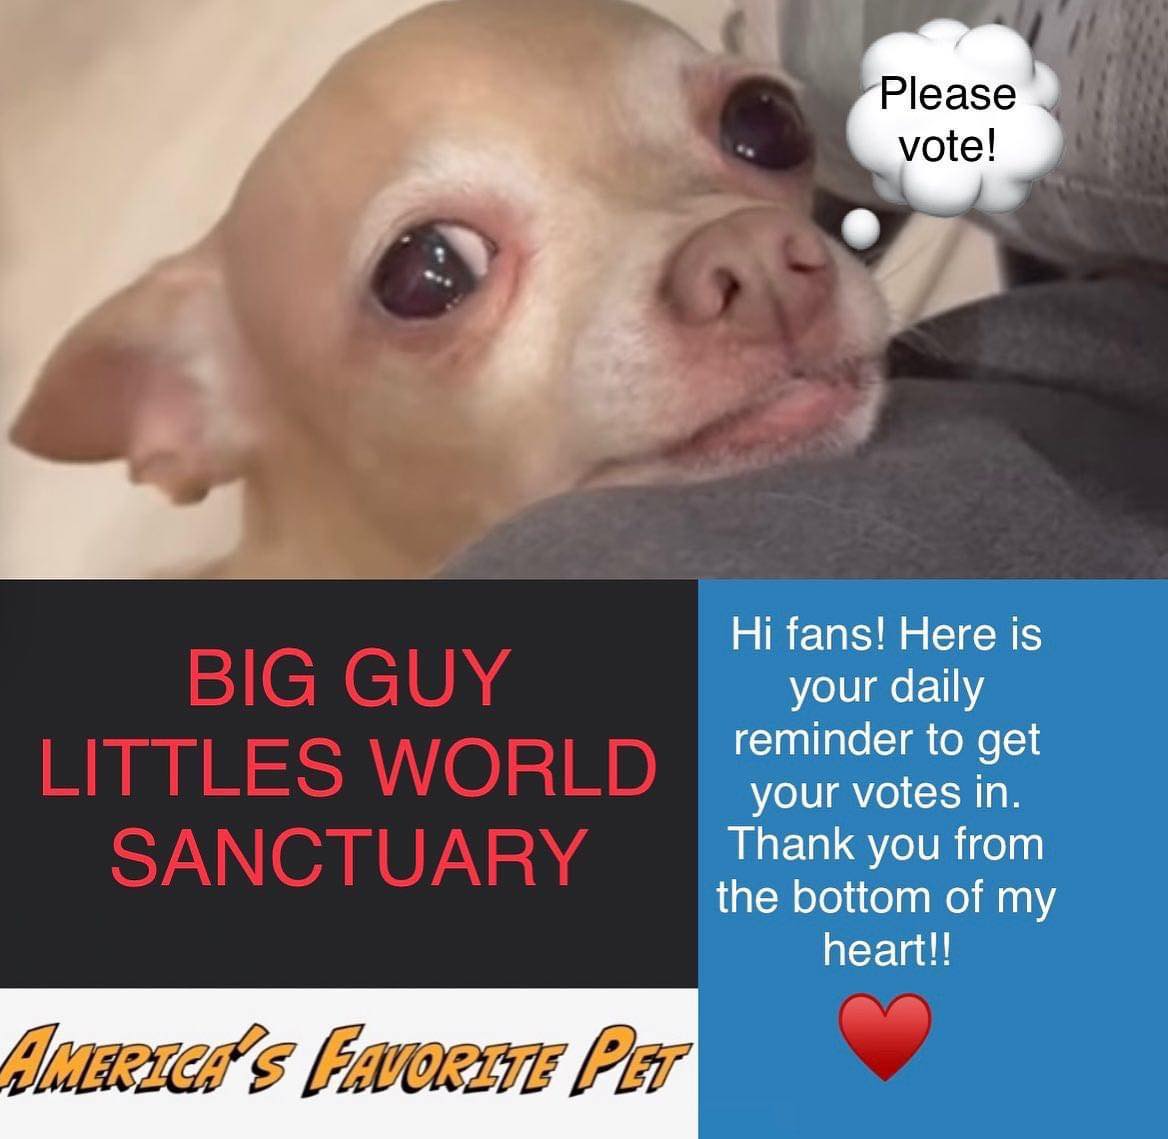 Please
vote!
BIG GUY
LITTLES WORLD
SANCTUARY
Hi fans! Here is
your daily
reminder to get
your votes in.
Thank you from
the bottom of my
heart!!
AMERICA'S FAVORITE PET